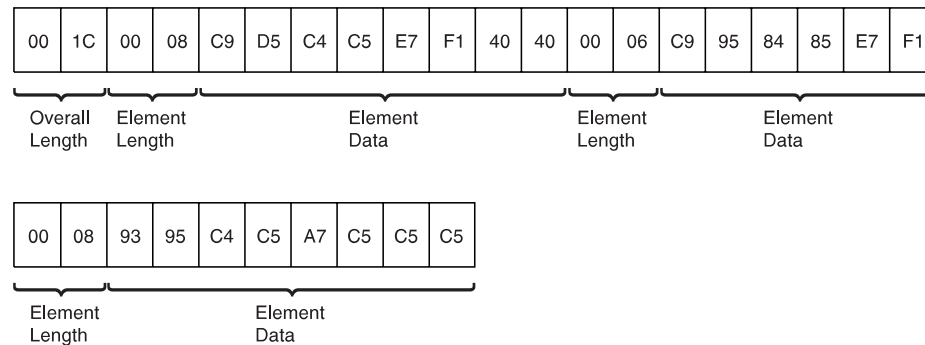 00 1C 00 08 C9 D5 C4 C5 E7 F1 40 40 00 06 C9 95 84 85 E7 F1
Overall Element Element Element Element
Length Length Data Length Data
00 08 93 95 C4 C5 A7 C5 C5 C5
Element Element
Length Data